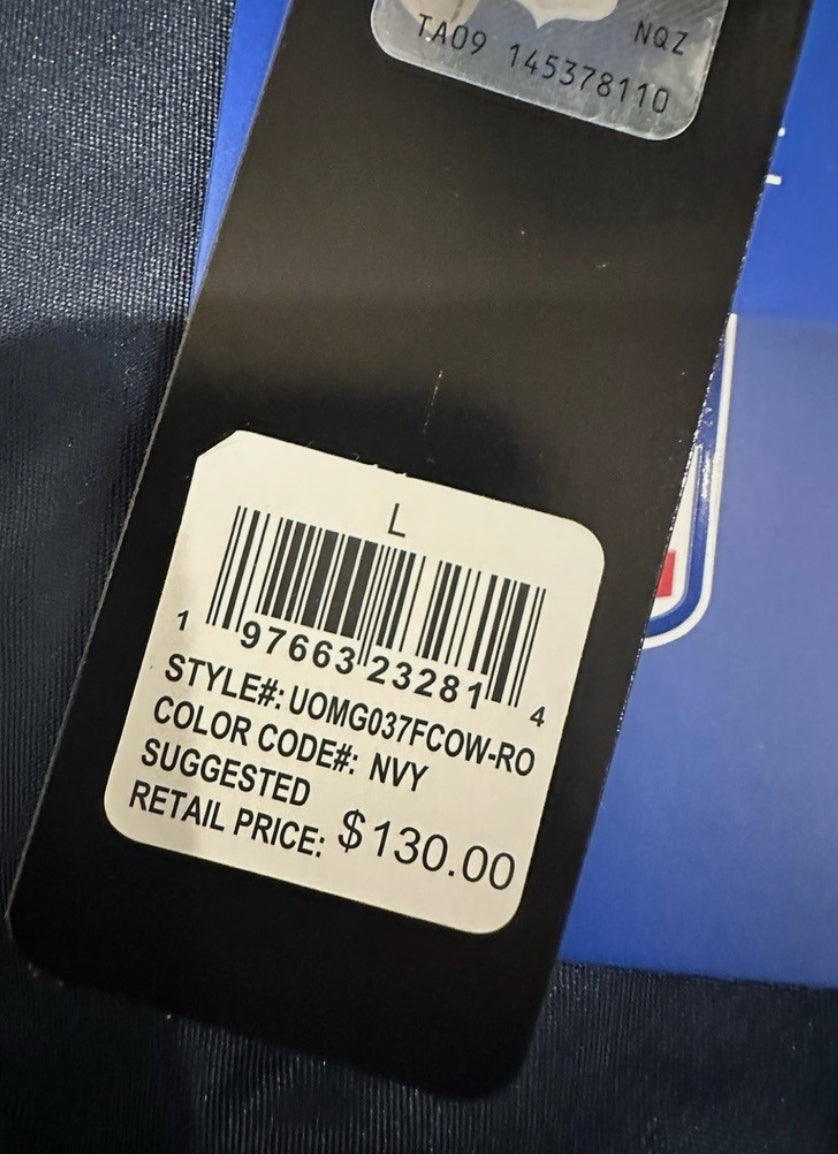 TA09 145378110 NQZ
L
1 97663 23281 4
STYLE#: UOMG037FCOW-RO
COLOR CODE#: NVY
SUGGESTED
RETAIL PRICE: $130.00